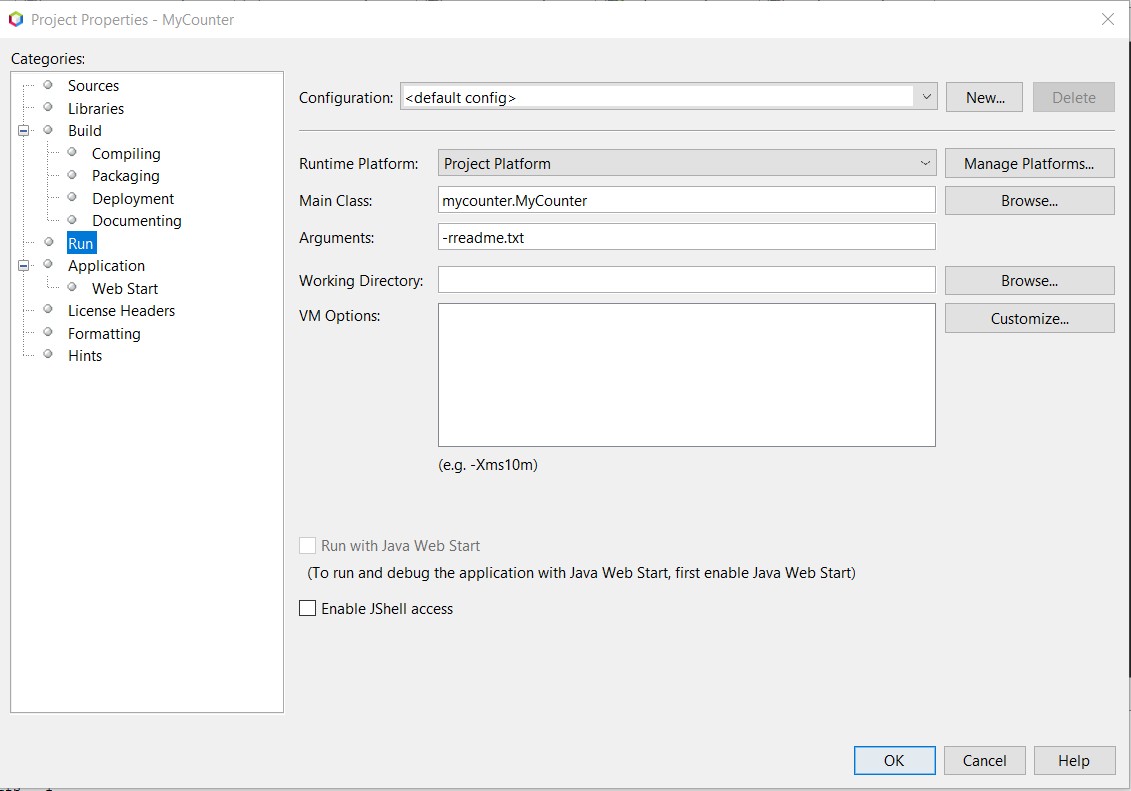 Project Properties - MyCounter
Categories:
Sources
Libraries
Build
Compiling
Packaging
Deployment
Documenting
Run
Application
Web Start
License Headers
Formatting
Hints
Configuration: <default config> New... Delete
Runtime Platform: Project Platform Manage Platforms...
Main Class: mycounter.MyCounter Browse...
Arguments: -rreadme.txt
Working Directory: Browse...
VM Options: Customize...
(e.g. -Xms10m)
Run with Java Web Start
(To run and debug the application with Java Web Start, first enable Java Web Start)
Enable JShell access
OK Cancel Help